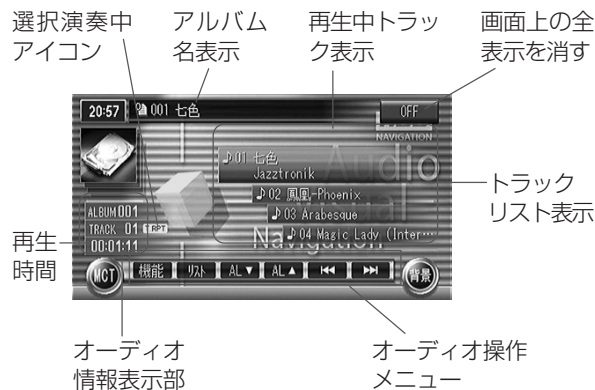 選択演奏中
アイコン
アルバム
名表示
再生中トラッ
ク表示
画面上の全
表示を消す
20:57
001 七色
OFF
NAVIGATION
♪01 七色
Jazztronik
♪02 鳳凰-Phoenix
♪03 Arabesque
♪04 Magic Lady (Inter…
Audio
Visual
Navigation
トラック
リスト表示
ALBUM 001
TRACK 01 1 RPT
00:01:11
再生
時間
MCT
機能
リスト
AL▼
AL▲
⏮
⏭
背景
オーディオ
情報表示部
オーディオ操作
メニュー